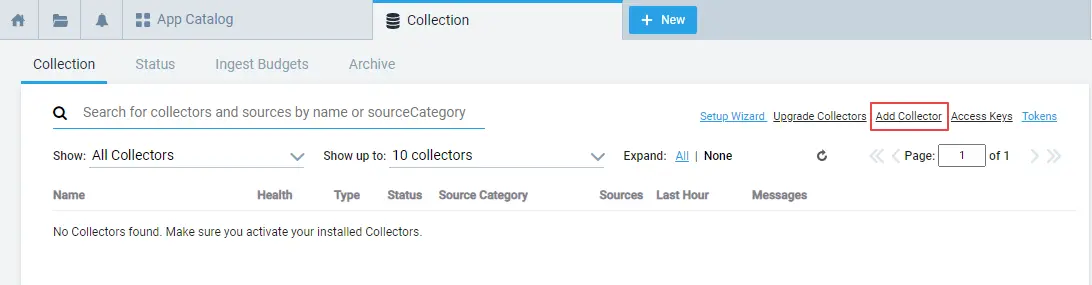 App Catalog Collection + New
Collection Status Ingest Budgets Archive
Search for collectors and sources by name or sourceCategory
Setup Wizard Upgrade Collectors Add Collector Access Keys Tokens
Show: All Collectors Show up to: 10 collectors Expand: All | None Page: 1 of 1
Name Health Type Status Source Category Sources Last Hour Messages
No Collectors found. Make sure you activate your installed Collectors.